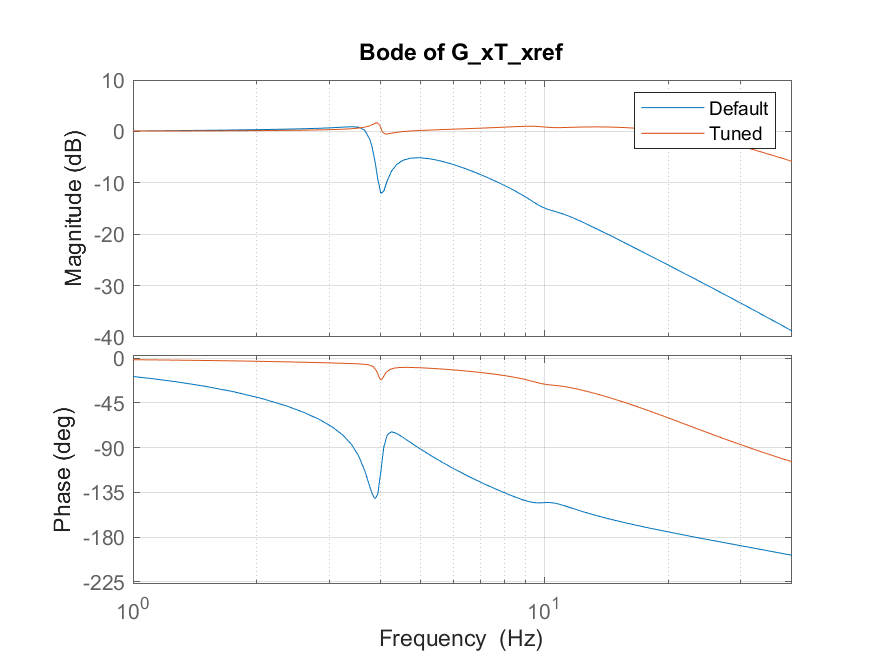 Bode of G_xT_xref
Default
Tuned
Magnitude (dB)
10
0
-10
-20
-30
-40
Phase (deg)
0
-45
-90
-135
-180
-225
10^0
10^1
Frequency (Hz)